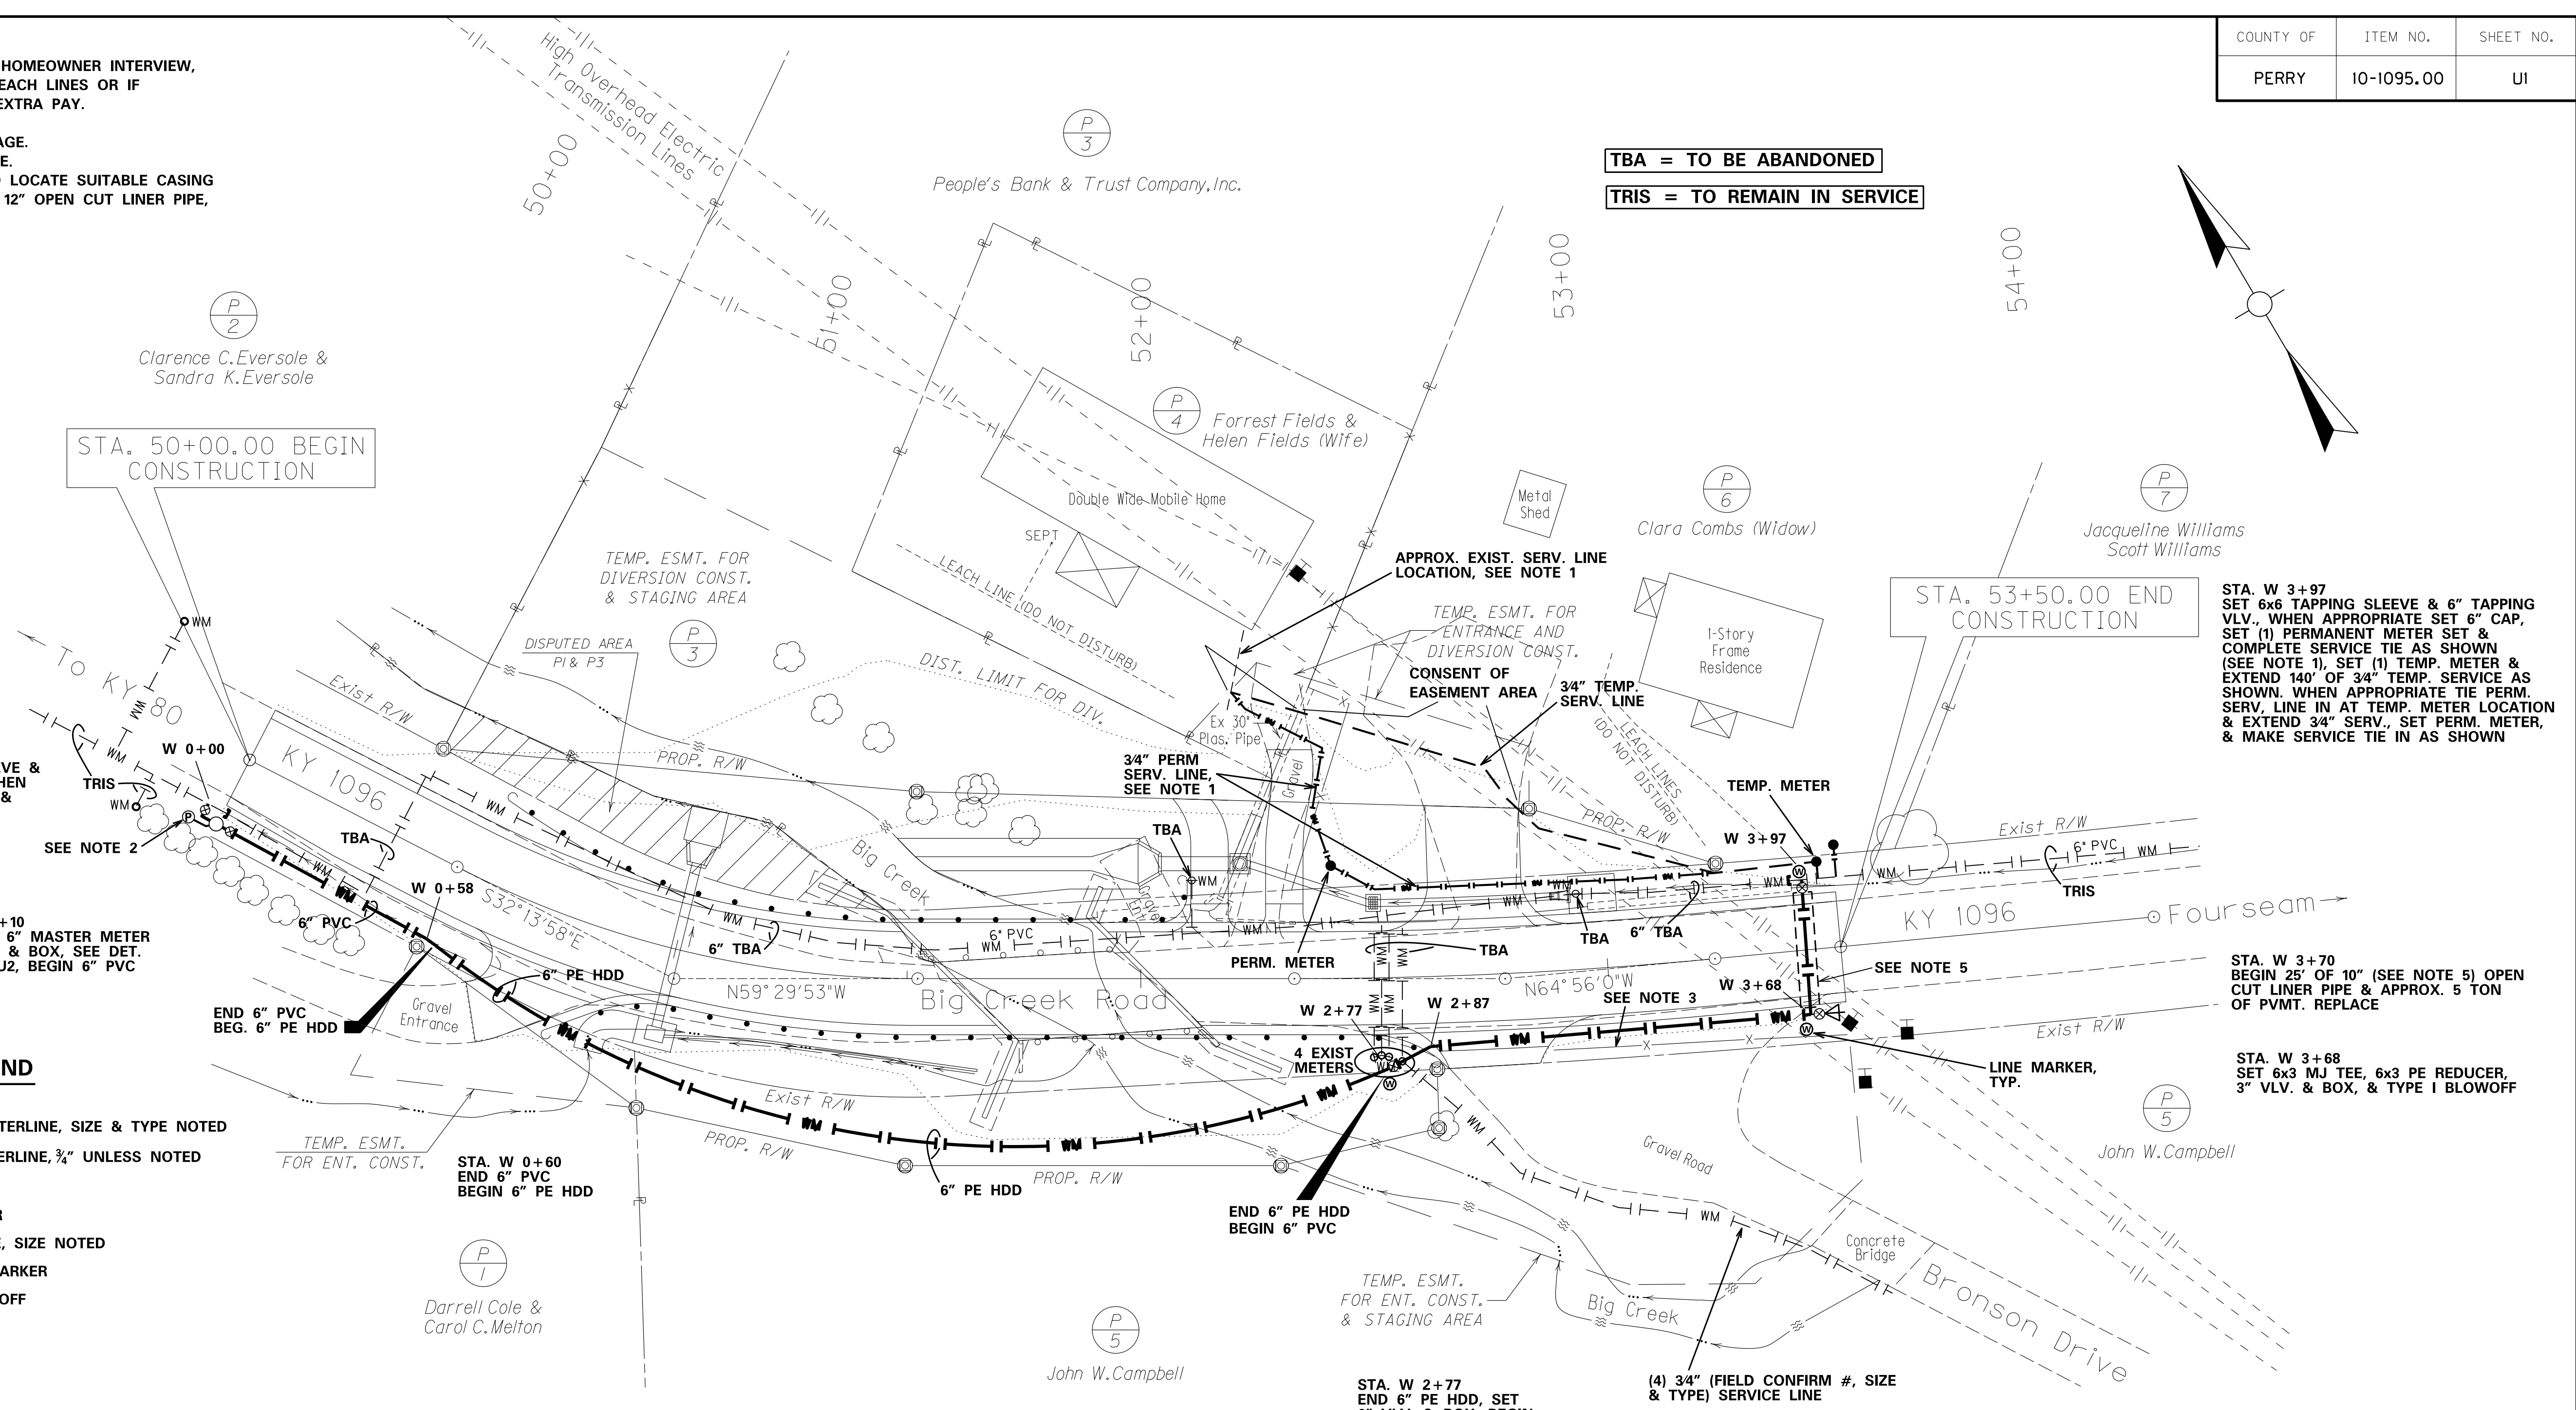 COUNTY OF
ITEM NO.
SHEET NO.
PERRY
10-1095.00
U1
HOMEOWNER INTERVIEW,
EACH LINES OR IF
EXTRA PAY.
AGE.
E.
LOCATE SUITABLE CASING
12" OPEN CUT LINER PIPE,
High Overhead Electric
Transmission Lines
50+00
51+00
52+00
53+00
54+00
P
3
People's Bank & Trust Company,Inc.
TBA = TO BE ABANDONED
TRIS = TO REMAIN IN SERVICE
P
2
Clarence C.Eversole &
Sandra K.Eversole
STA. 50+00.00 BEGIN
CONSTRUCTION
P
4
Forrest Fields &
Helen Fields (Wife)
Double Wide Mobile Home
SEPT
LEACH LINE (DO NOT DISTURB)
Metal
Shed
P
6
Clara Combs (Widow)
P
7
Jacqueline Williams
Scott Williams
TEMP. ESMT. FOR
DIVERSION CONST.
& STAGING AREA
P
3
DISPUTED AREA
P1 & P3
DIST. LIMIT FOR DIV.
APPROX. EXIST. SERV. LINE
LOCATION, SEE NOTE 1
TEMP. ESMT. FOR
ENTRANCE AND
DIVERSION CONST.
CONSENT OF
EASEMENT AREA
3/4" TEMP.
SERV. LINE
1-Story
Frame
Residence
LEACH LINES
(DO NOT DISTURB)
STA. 53+50.00 END
CONSTRUCTION
STA. W 3+97
SET 6x6 TAPPING SLEEVE & 6" TAPPING
VLV., WHEN APPROPRIATE SET 6" CAP,
SET (1) PERMANENT METER SET &
COMPLETE SERVICE TIE AS SHOWN
(SEE NOTE 1), SET (1) TEMP. METER &
EXTEND 140' OF 3/4" TEMP. SERVICE AS
SHOWN. WHEN APPROPRIATE TIE PERM.
SERV, LINE IN AT TEMP. METER LOCATION
& EXTEND 3/4" SERV., SET PERM. METER,
& MAKE SERVICE TIE IN AS SHOWN
To KY 80
WM
WM
WM
WM
W 0+00
TRIS
Exist R/W
PROP. R/W
KY 1096
VE &
HEN
&
SEE NOTE 2
TBA
W 0+58
6" PVC
S32°13'58"E
+10
6" MASTER METER
& BOX, SEE DET.
U2, BEGIN 6" PVC
Ex 30"
Plas. Pipe
Gravel
3/4" PERM
SERV. LINE,
SEE NOTE 1
Big Creek
TBA
WM
Gravel
Ent.
6" TBA
6" PVC
PERM. METER
TBA
PROP. R/W
TEMP. METER
W 3+97
TBA
6" TBA
Exist R/W
6" PVC
WM
TRIS
KY 1096
Fourseam
SEE NOTE 5
STA. W 3+70
BEGIN 25' OF 10" (SEE NOTE 5) OPEN
CUT LINER PIPE & APPROX. 5 TON
OF PVMT. REPLACE
6" PE HDD
N59°29'53"W
Big Creek Road
N64°56'0"W
SEE NOTE 3
W 3+68
W 2+77
W 2+87
Exist R/W
END 6" PVC
BEG. 6" PE HDD
Gravel
Entrance
4 EXIST
METERS
LINE MARKER,
TYP.
STA. W 3+68
SET 6x3 MJ TEE, 6x3 PE REDUCER,
3" VLV. & BOX, & TYPE I BLOWOFF
END
TERLINE, SIZE & TYPE NOTED
ERLINE, 3/4" UNLESS NOTED
R
E, SIZE NOTED
ARKER
OFF
TEMP. ESMT.
FOR ENT. CONST.
STA. W 0+60
END 6" PVC
BEGIN 6" PE HDD
Exist R/W
PROP. R/W
6" PE HDD
PROP. R/W
END 6" PE HDD
BEGIN 6" PVC
WM
WM
Gravel Road
Concrete
Bridge
Bronson Drive
P
5
John W.Campbell
P
1
Darrell Cole &
Carol C.Melton
P
5
John W.Campbell
TEMP. ESMT.
FOR ENT. CONST.
& STAGING AREA
Big Creek
STA. W 2+77
END 6" PE HDD, SET
(4) 3/4" (FIELD CONFIRM #, SIZE
& TYPE) SERVICE LINE